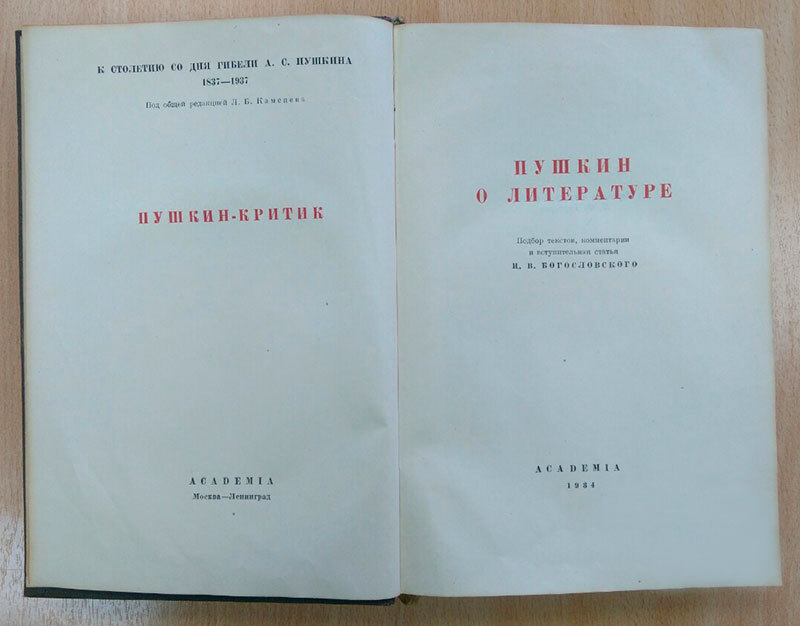 К СТОЛЕТИЮ СО ДНЯ ГИБЕЛИ А. С. ПУШКИНА
1837—1937
Под общей редакцией Л. Б. Каменева
ПУШКИН-КРИТИК
ACADEMIA
Москва—Ленинград
ПУШКИН
О ЛИТЕРАТУРЕ
Подбор текстов, комментарии
и вступительная статья
Н. В. БОГОСЛОВСКОГО
ACADEMIA
1934